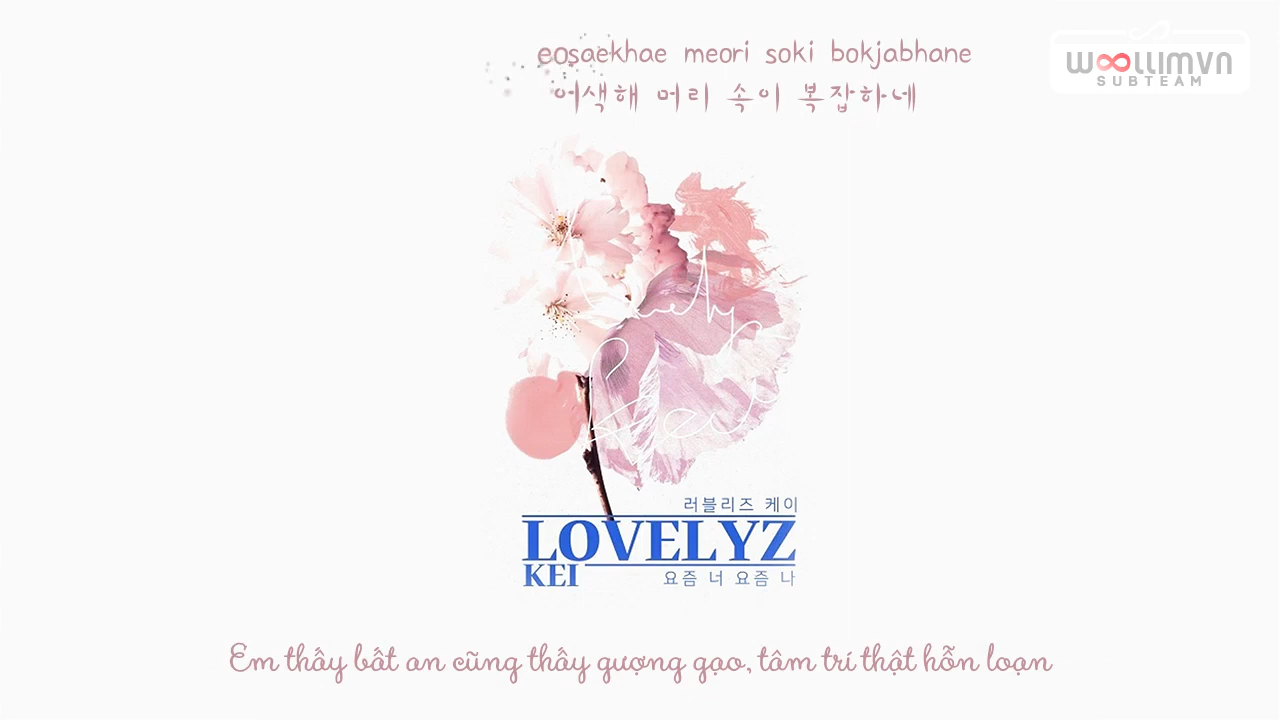 eosaekhae meori soki bokjabhane
어색해 머리 속이 복잡하네
WOOLLIMVN
SUBTEAM
Lovely
Kei
러블리즈 케이
LOVELYZ
KEI
요즘 너 요즘 나
Em thấy bất an cũng thấy gượng gạo, tâm trí thật hỗn loạn